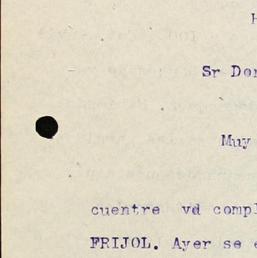 H
Sr Don
Muy
cuentre vd compl
FRIJOL. Ayer se e